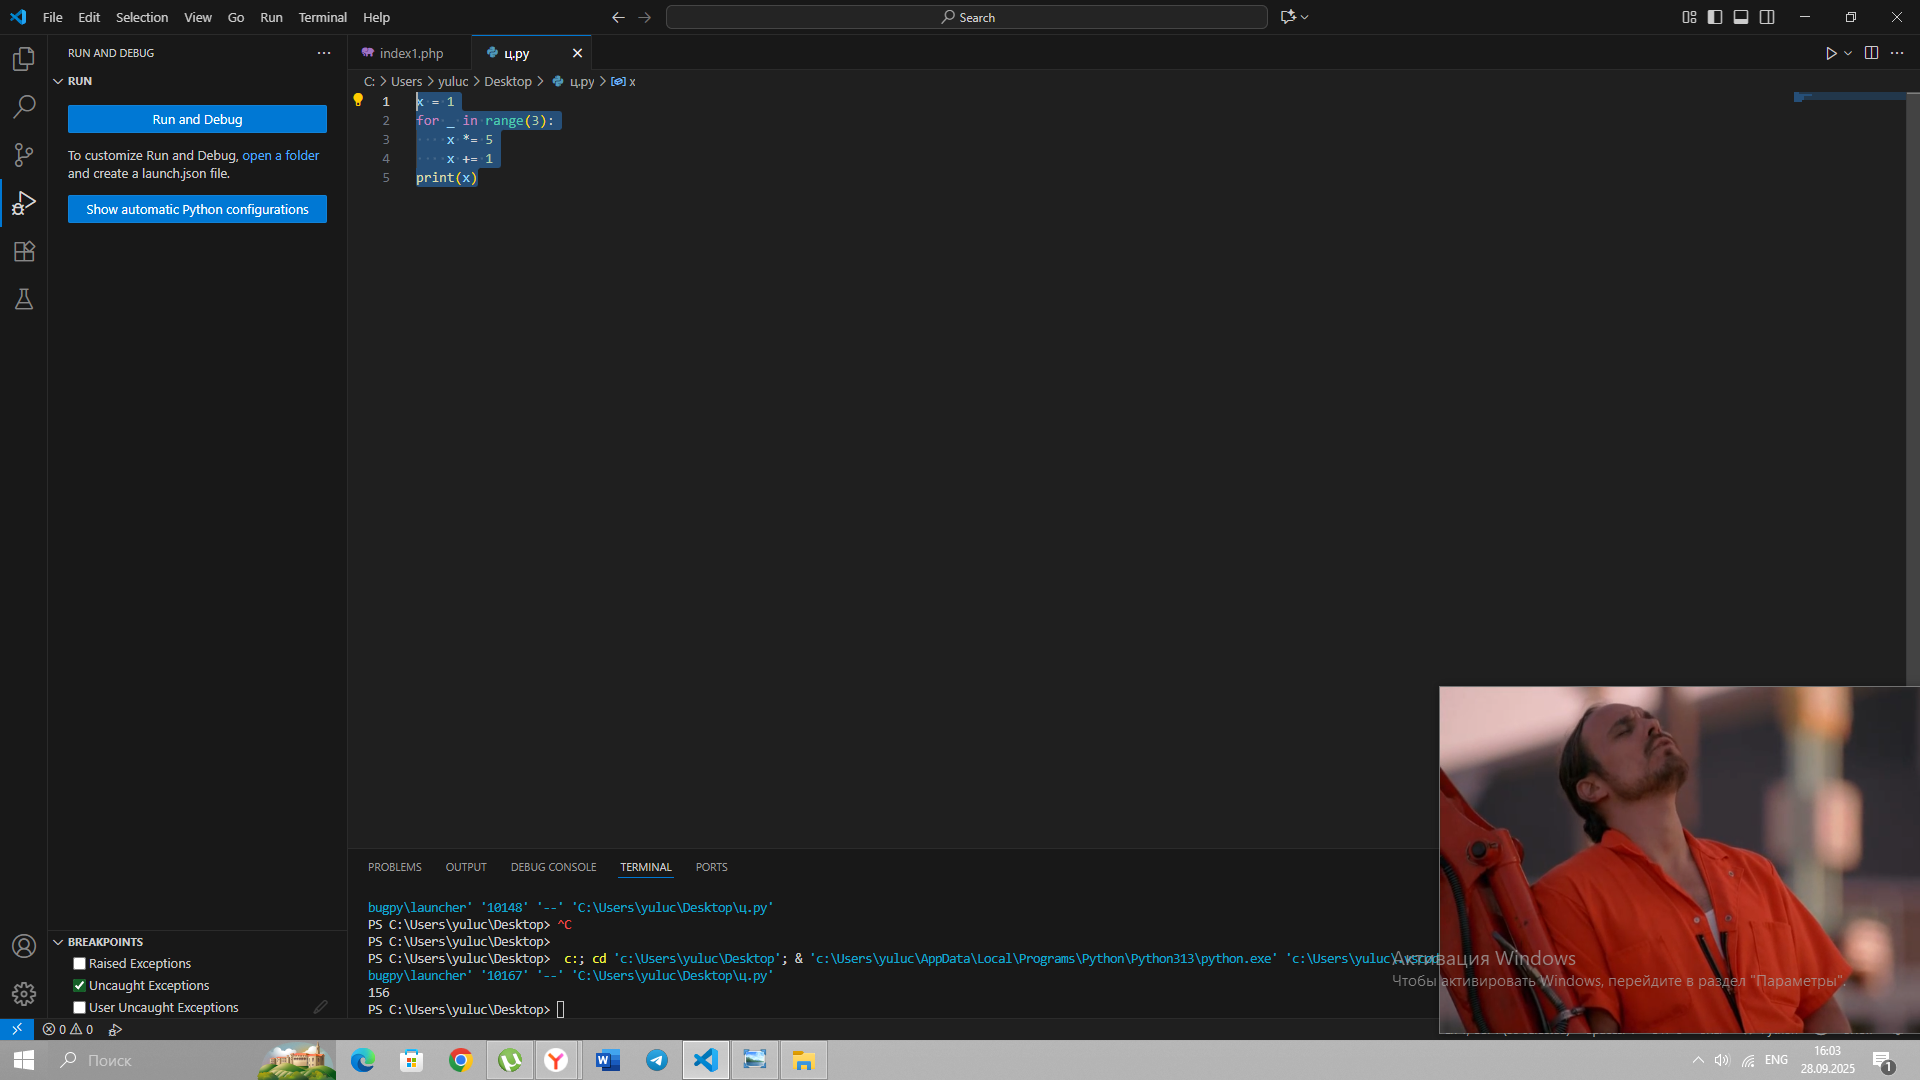 File Edit Selection View Go Run Terminal Help
Search
RUN AND DEBUG
RUN
Run and Debug
To customize Run and Debug, open a folder
and create a launch.json file.
Show automatic Python configurations
index1.php
ц.py
C: > Users > yuluc > Desktop > ц.py > x
1 x = 1
2 for _ in range(3):
3 x *= 5
4 x += 1
5 print(x)
PROBLEMS OUTPUT DEBUG CONSOLE TERMINAL PORTS
bugpy\launcher' '10148' '--' 'C:\Users\yuluc\Desktop\ц.py'
PS C:\Users\yuluc\Desktop> ^C
PS C:\Users\yuluc\Desktop>
PS C:\Users\yuluc\Desktop> c:; cd 'c:\Users\yuluc\Desktop'; & 'c:\Users\yuluc\AppData\Local\Programs\Python\Python313\python.exe' 'c:\Users\yuluc\
bugpy\launcher' '10167' '--' 'C:\Users\yuluc\Desktop\ц.py'
156
PS C:\Users\yuluc\Desktop>
BREAKPOINTS
Raised Exceptions
Uncaught Exceptions
User Uncaught Exceptions
Активация Windows
Чтобы активировать Windows, перейдите в раздел "Параметры".
0 0
Поиск
ENG
16:03
28.09.2025
1